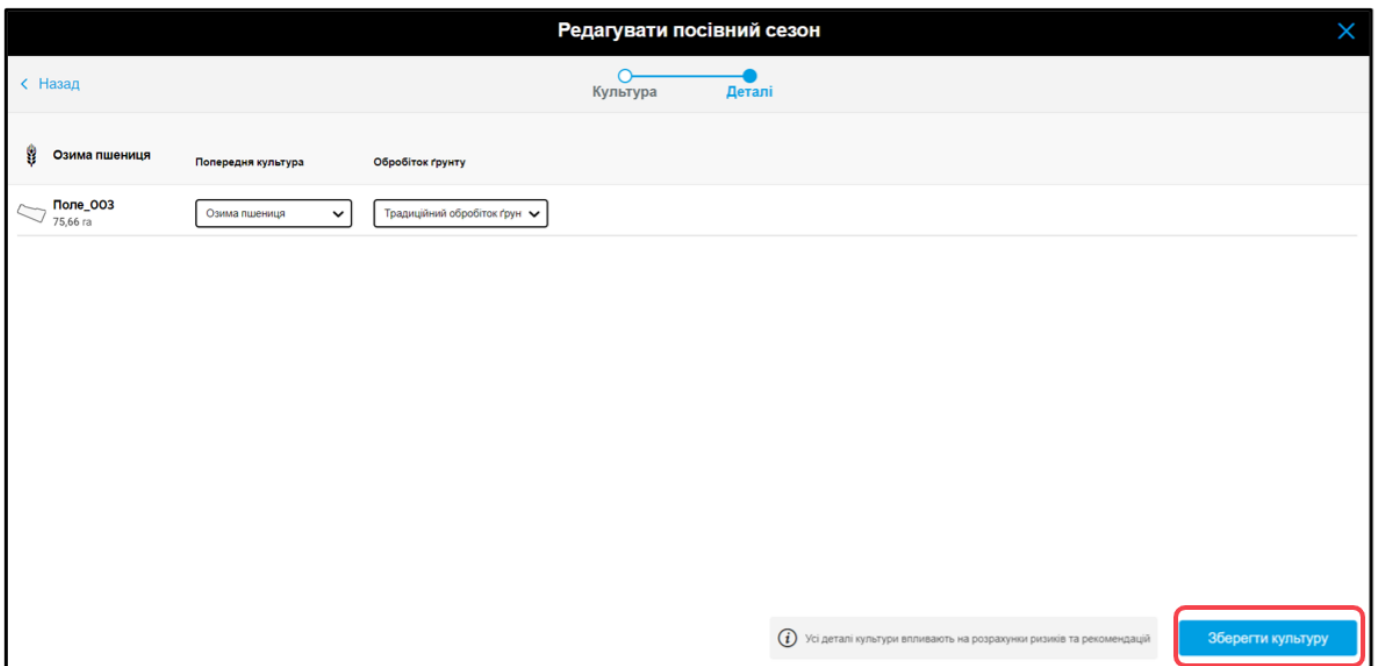 Редагувати посівний сезон
Назад
Культура Деталі
Озима пшениця Попередня культура Обробіток ґрунту
Поле_003
75,66 га
Озима пшениця Традиційний обробіток ґрун
Усі деталі культури впливають на розрахунки ризиків та рекомендацій
Зберегти культуру